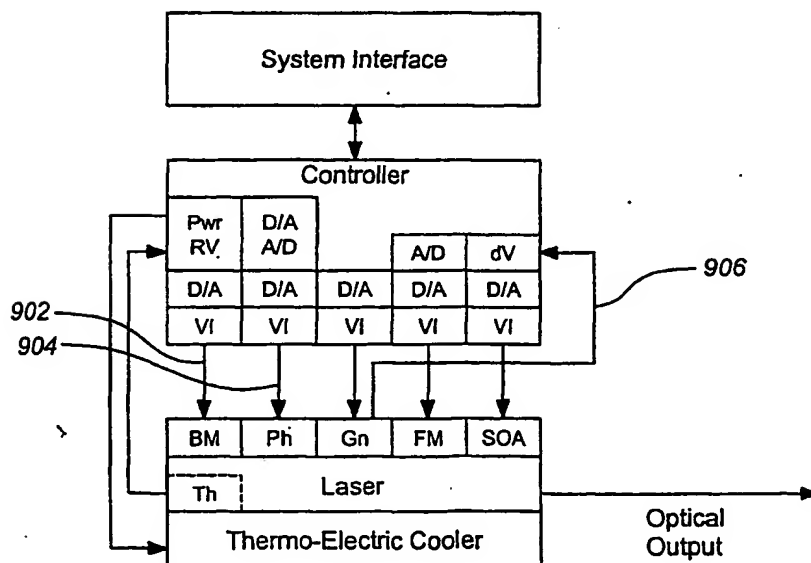 System Interface
Controller
Pwr D/A
RV A/D A/D dV
906
D/A D/A D/A D/A D/A
902
VI VI VI VI VI
904
BM Ph Gn FM SOA
Th Laser
Optical
Output
Thermo-Electric Cooler